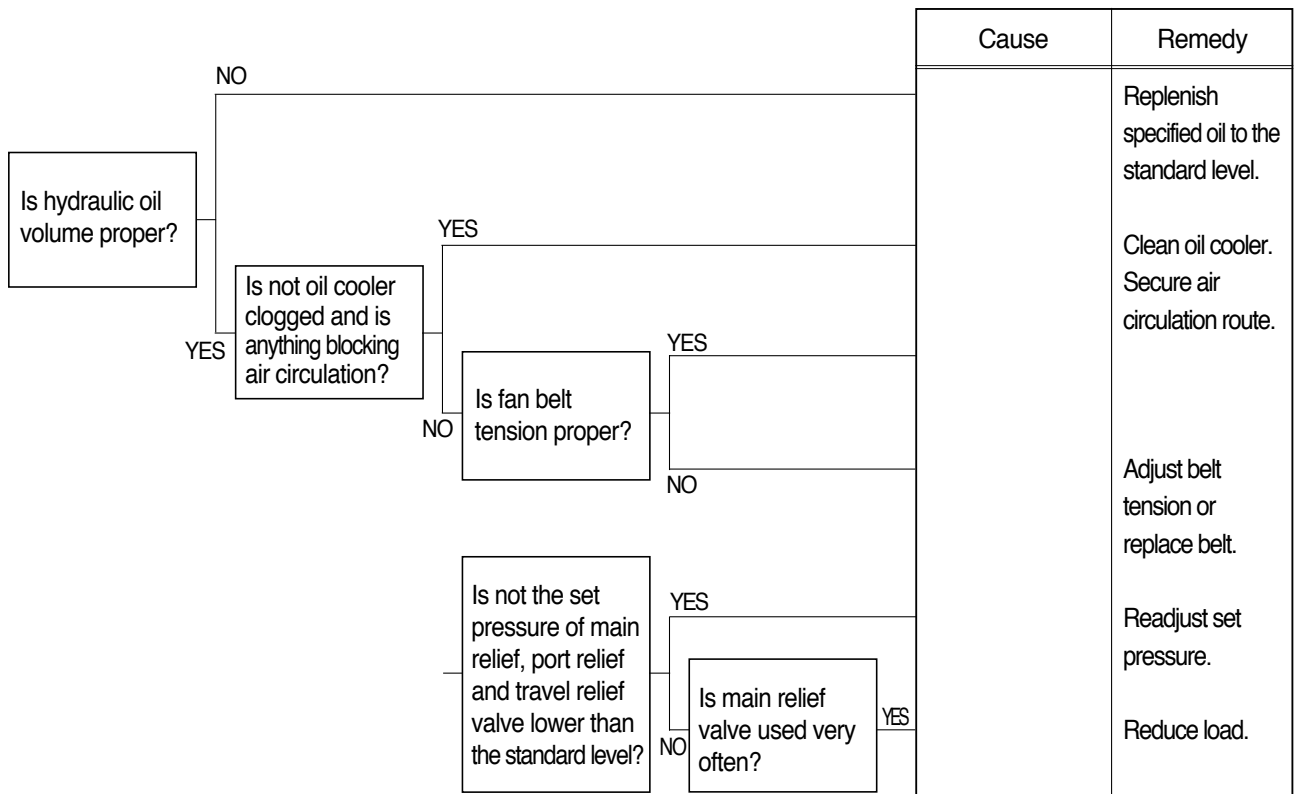 Cause
Remedy
NO
Replenish
specified oil to the
standard level.
Is hydraulic oil
volume proper?
YES
YES
Clean oil cooler.
Secure air
circulation route.
Is not oil cooler
clogged and is
anything blocking
air circulation?
NO
YES
Is fan belt
tension proper?
NO
Adjust belt
tension or
replace belt.
Is not the set
pressure of main
relief, port relief
and travel relief
valve lower than
the standard level?
YES
Readjust set
pressure.
NO
Is main relief
valve used very
often?
YES
Reduce load.